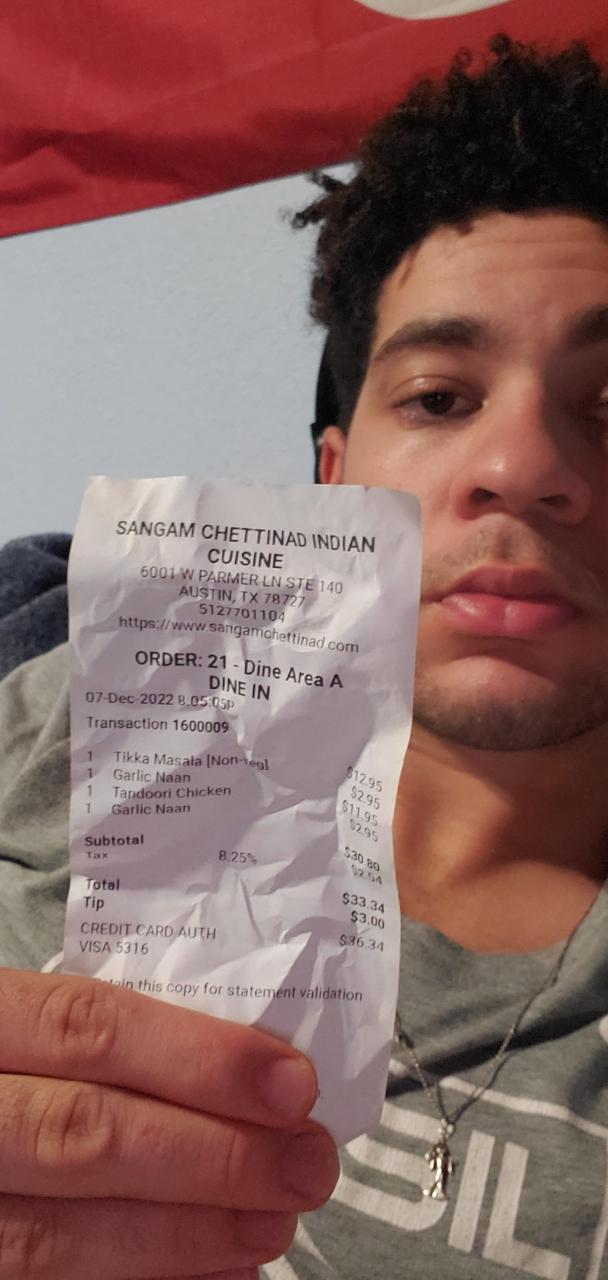 SANGAM CHETTINAD INDIAN
CUISINE
6001 W PARMER LN STE 140
AUSTIN, TX 78727
5127701104
https://www.sangamchettinad.com
ORDER: 21 - Dine Area A
DINE IN
07-Dec-2022 8:05:05p
Transaction 1600009
1 Tikka Masala [Non-veg] $12.95
1 Garlic Naan $2.95
1 Tandoori Chicken $11.95
1 Garlic Naan $2.95
Subtotal $30.80
Tax 8.25% $2.54
Total $33.34
Tip $3.00
CREDIT CARD AUTH $36.34
VISA 5316
this copy for statement validation
SIL